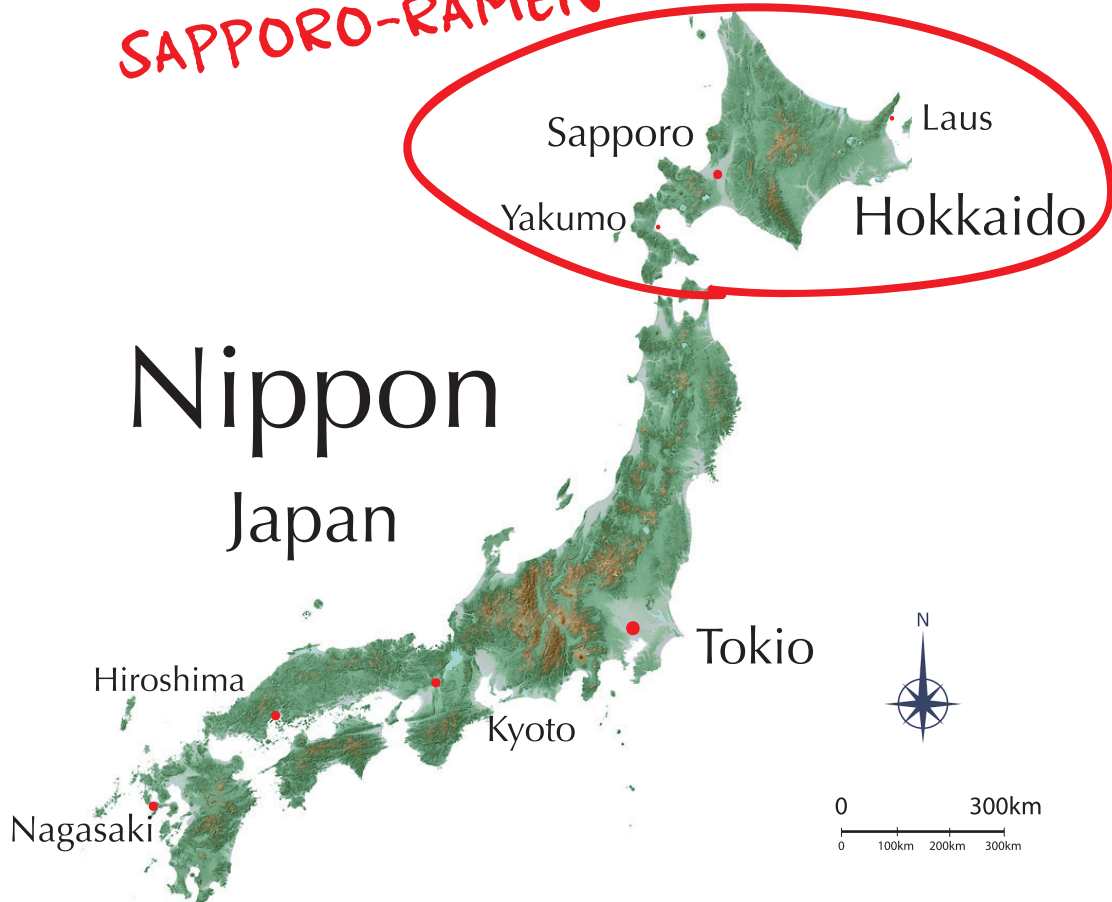 SAPPORO-RAMEN
Laus
Sapporo
Yakumo
Hokkaido
Nippon
Japan
N
Tokio
Hiroshima
Kyoto
0 300km
Nagasaki
0 100km 200km 300km